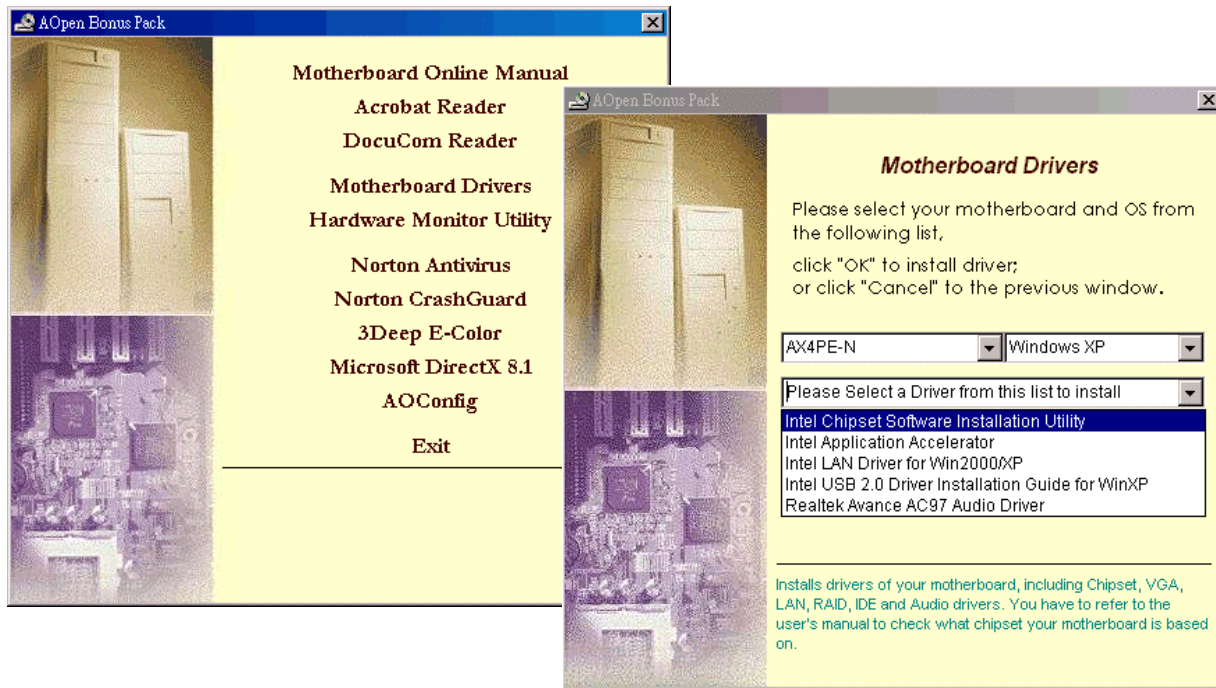 AOpen Bonus Pack
Motherboard Online Manual
Acrobat Reader
DocuCom Reader
Motherboard Drivers
Hardware Monitor Utility
Norton Antivirus
Norton CrashGuard
3Deep E-Color
Microsoft DirectX 8.1
AOConfig
Exit
AOpen Bonus Pack
Motherboard Drivers
Please select your motherboard and OS from
the following list,
click "OK" to install driver;
or click "Cancel" to the previous window.
AX4PE-N
Windows XP
Please Select a Driver from this list to install
Intel Chipset Software Installation Utility
Intel Application Accelerator
Intel LAN Driver for Win2000/XP
Intel USB 2.0 Driver Installation Guide for WinXP
Realtek Avance AC97 Audio Driver
Installs drivers of your motherboard, including Chipset, VGA,
LAN, RAID, IDE and Audio drivers. You have to refer to the
user's manual to check what chipset your motherboard is based
on.